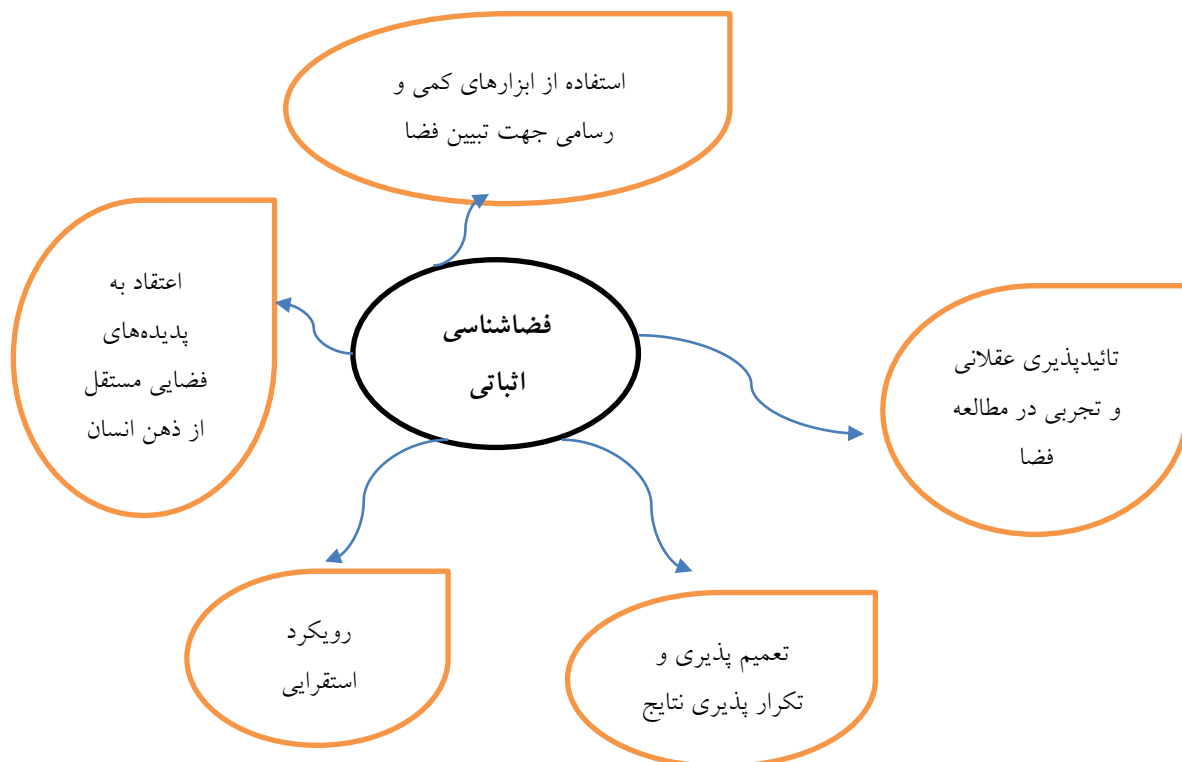 استفاده از ابزارهای کمی و
رسامی جهت تبیین فضا
اعتقاد به
پدیده‌های
فضایی مستقل
از ذهن انسان
فضاشناسی
اثباتی
تائیدپذیری عقلانی
و تجربی در مطالعه
فضا
رویکرد
استقرایی
تعمیم پذیری و
تکرار پذیری نتایج